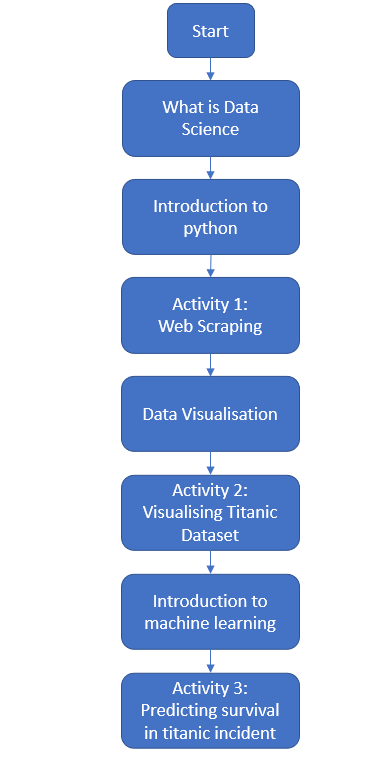 Start
What is Data
Science
Introduction to
python
Activity 1:
Web Scraping
Data Visualisation
Activity 2:
Visualising Titanic
Dataset
Introduction to
machine learning
Activity 3:
Predicting survival
in titanic incident